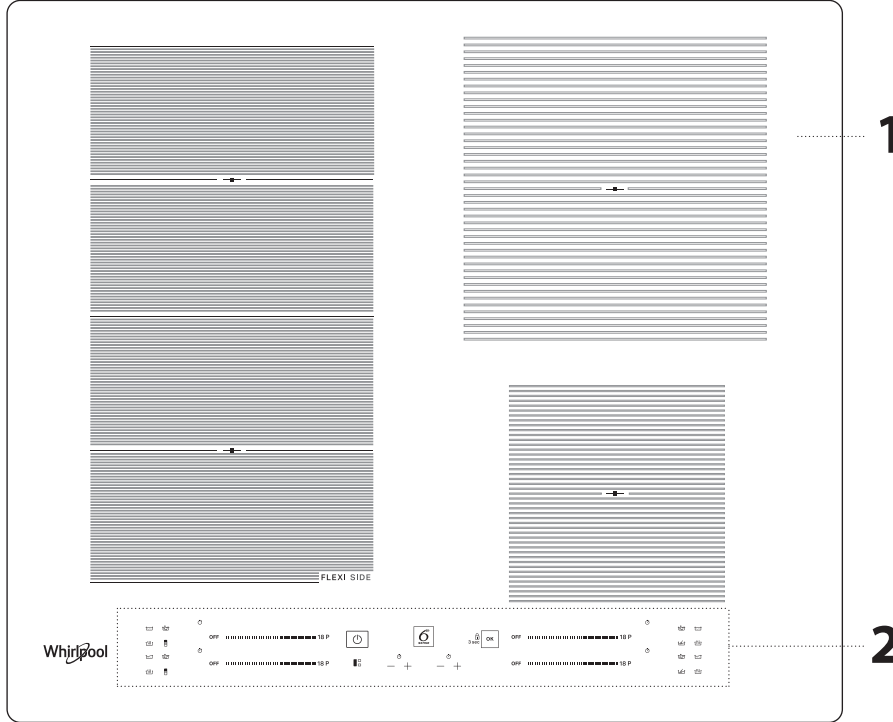 1
FLEXI SIDE
Whirlpool
OFF 18 P
OFF 18 P
6
3 sec
OK
OFF 18 P
OFF 18 P
2